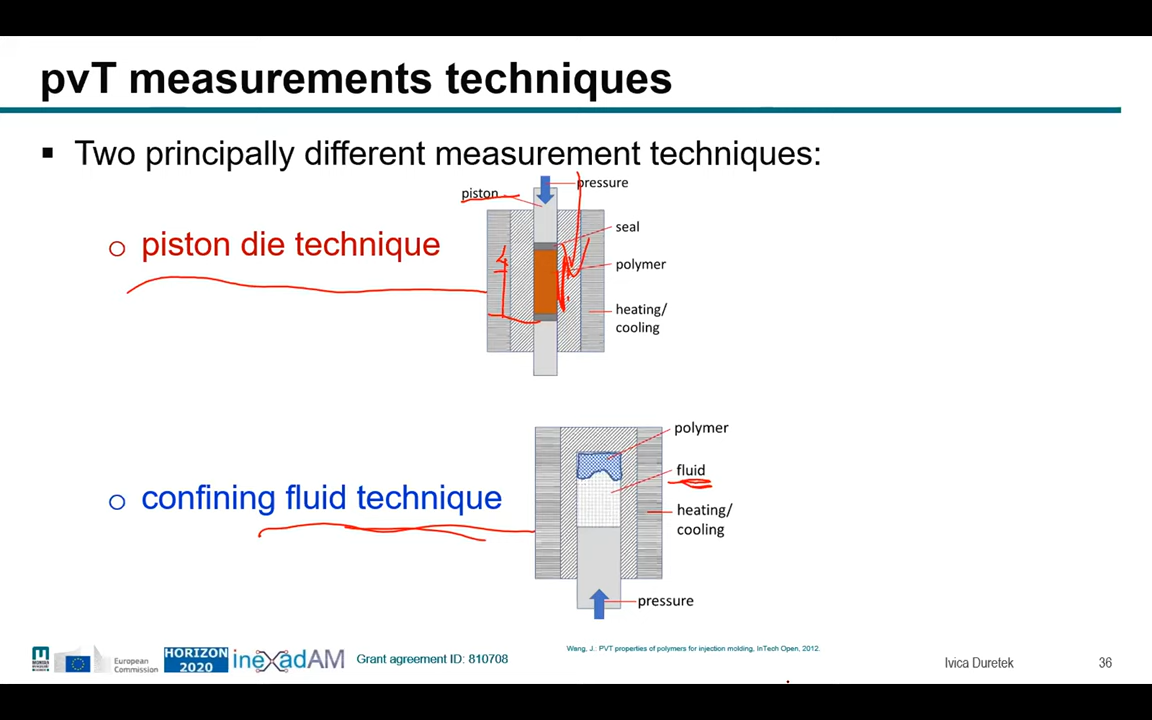 pvT measurements techniques
▪ Two principally different measurement techniques:
piston
pressure
o piston die technique
seal
polymer
heating/
cooling
polymer
fluid
o confining fluid technique
heating/
cooling
pressure
Wang, J.: PVT properties of polymers for injection molding, InTech Open, 2012.
European
Commission
HORIZON
2020
inexadAM
Grant agreement ID: 810708
Ivica Duretek
36